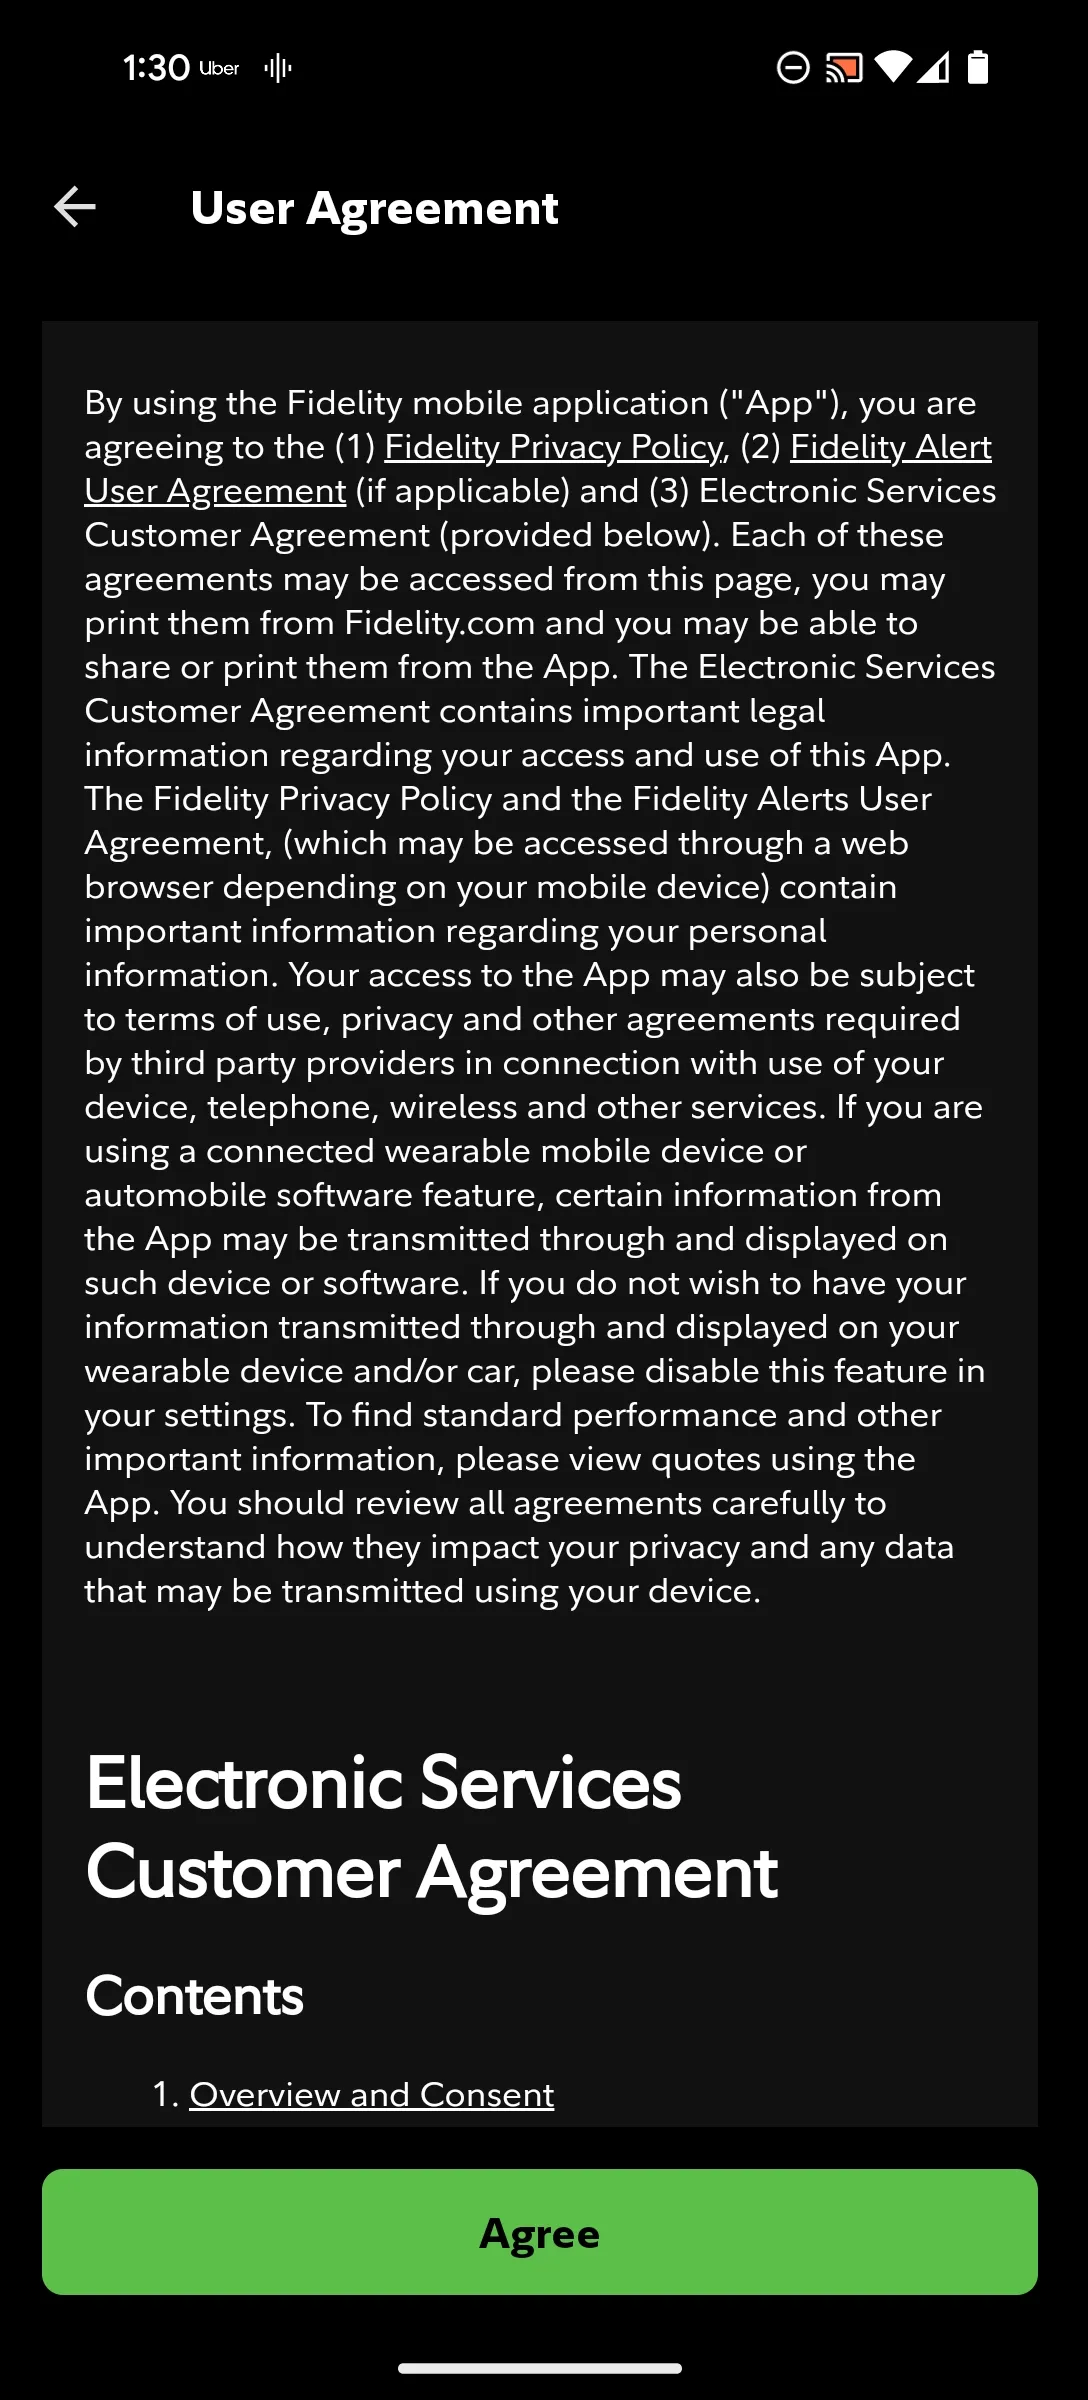 1:30 Uber
User Agreement
By using the Fidelity mobile application ("App"), you are
agreeing to the (1) Fidelity Privacy Policy, (2) Fidelity Alert
User Agreement (if applicable) and (3) Electronic Services
Customer Agreement (provided below). Each of these
agreements may be accessed from this page, you may
print them from Fidelity.com and you may be able to
share or print them from the App. The Electronic Services
Customer Agreement contains important legal
information regarding your access and use of this App.
The Fidelity Privacy Policy and the Fidelity Alerts User
Agreement, (which may be accessed through a web
browser depending on your mobile device) contain
important information regarding your personal
information. Your access to the App may also be subject
to terms of use, privacy and other agreements required
by third party providers in connection with use of your
device, telephone, wireless and other services. If you are
using a connected wearable mobile device or
automobile software feature, certain information from
the App may be transmitted through and displayed on
such device or software. If you do not wish to have your
information transmitted through and displayed on your
wearable device and/or car, please disable this feature in
your settings. To find standard performance and other
important information, please view quotes using the
App. You should review all agreements carefully to
understand how they impact your privacy and any data
that may be transmitted using your device.
Electronic Services
Customer Agreement
Contents
1. Overview and Consent
Agree